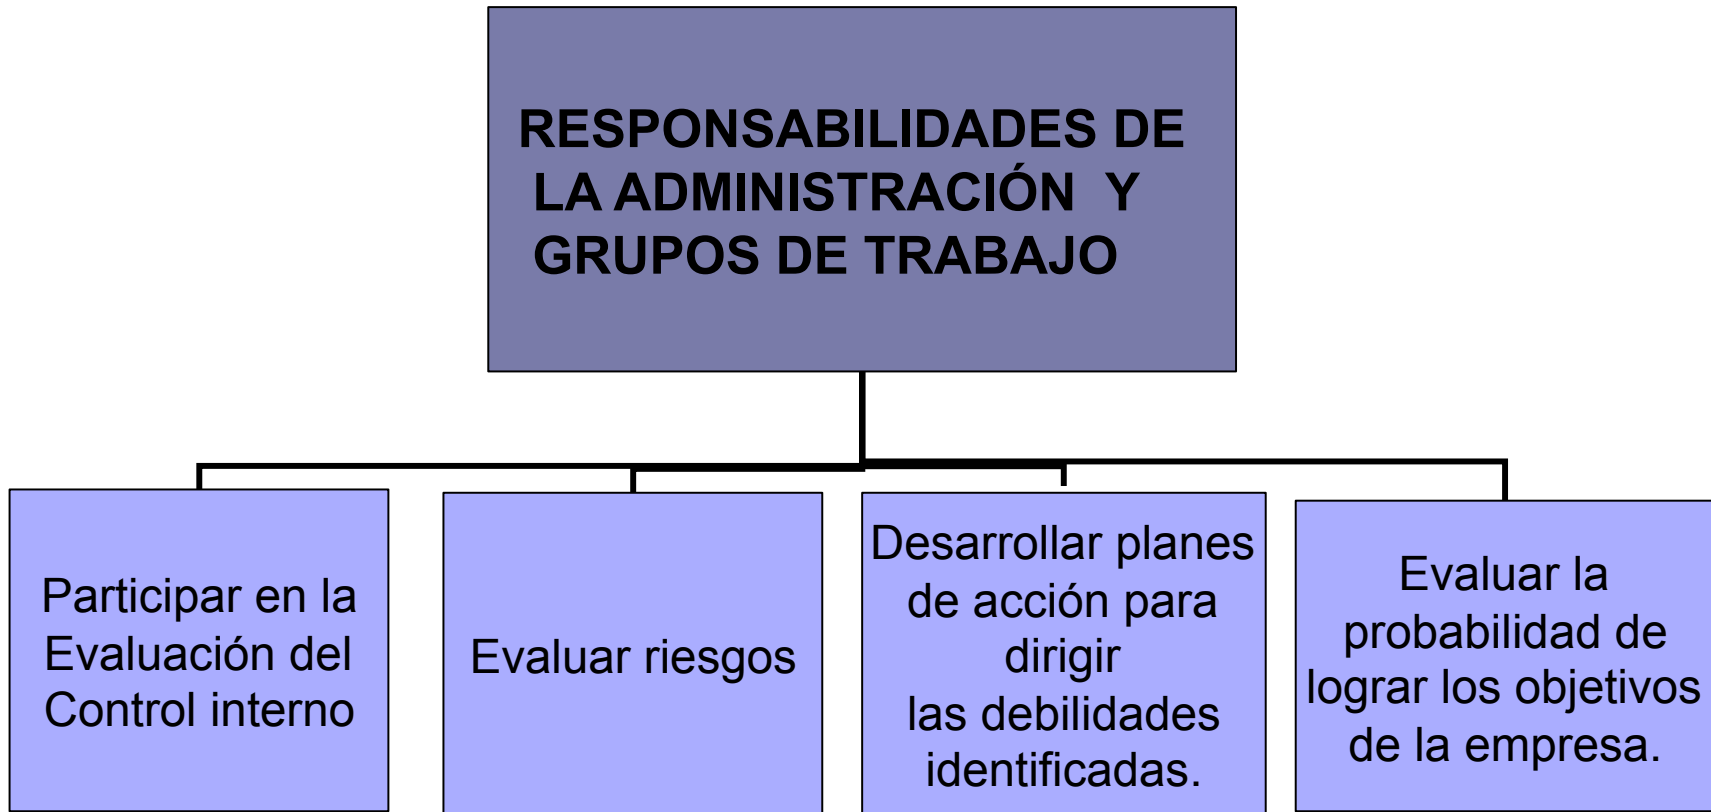 RESPONSABILIDADES DE
LA ADMINISTRACIÓN Y
GRUPOS DE TRABAJO
Participar en la
Evaluación del
Control interno
Evaluar riesgos
Desarrollar planes
de acción para
dirigir
las debilidades
identificadas.
Evaluar la
probabilidad de
lograr los objetivos
de la empresa.